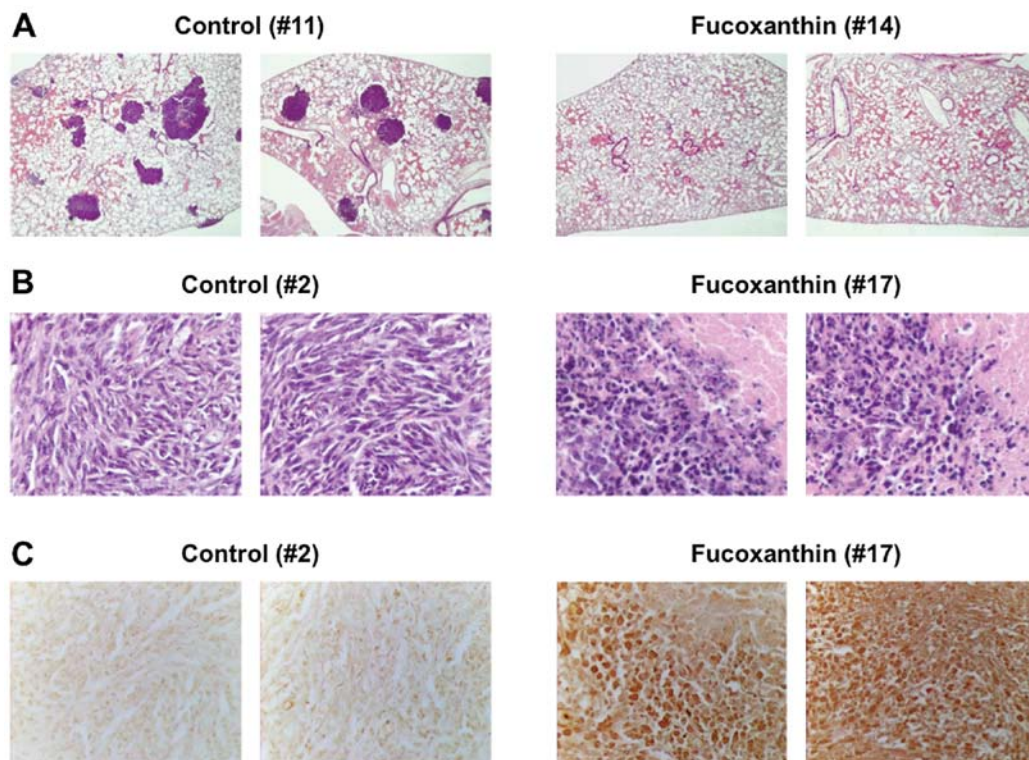 A
Control (#11)
Fucoxanthin (#14)
B
Control (#2)
Fucoxanthin (#17)
C
Control (#2)
Fucoxanthin (#17)